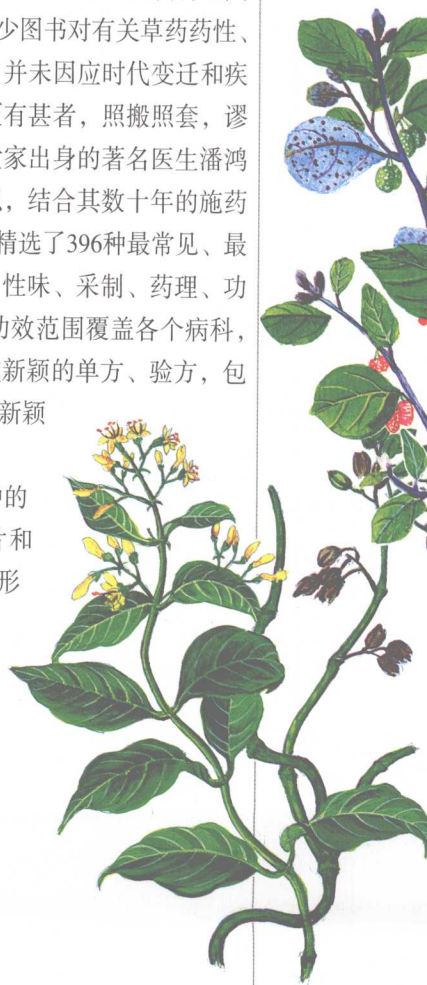 少图书对有关草药药性、
并未因应时代变迁和疾
有甚者，照搬照套，谬
家出身的著名医生潘鸿
，结合其数十年的施药
精选了396种最常见、最
性味、采制、药理、功
功效范围覆盖各个病科，
新颖的单方、验方，包
新颖
中的
和
形